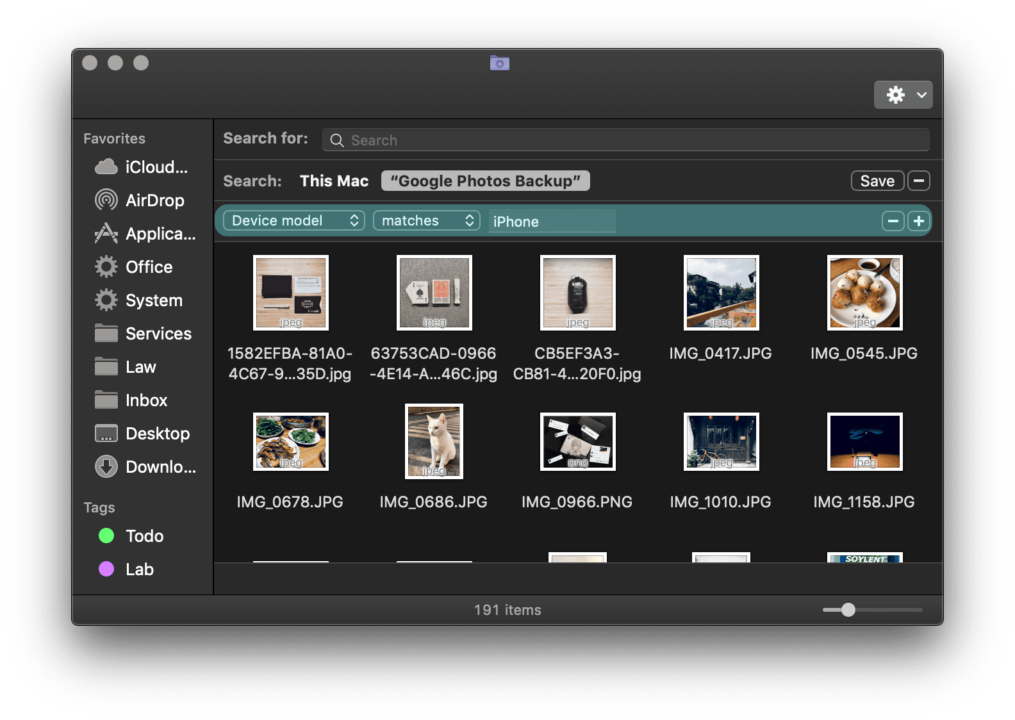 Favorites
iCloud...
AirDrop
Applica...
Office
System
Services
Law
Inbox
Desktop
Downlo...
Tags
Todo
Lab
Search for: Search
Search: This Mac “Google Photos Backup” Save
Device model matches iPhone
jpeg jpeg jpeg jpeg jpeg
1582EFBA-81A0-
4C67-9...35D.jpg
63753CAD-0966
-4E14-A...46C.jpg
CB5EF3A3-
CB81-4...20F0.jpg
IMG_0417.JPG
IMG_0545.JPG
jpeg jpeg png jpeg jpeg
IMG_0678.JPG IMG_0686.JPG IMG_0966.PNG IMG_1010.JPG IMG_1158.JPG
SOYLENT
191 items